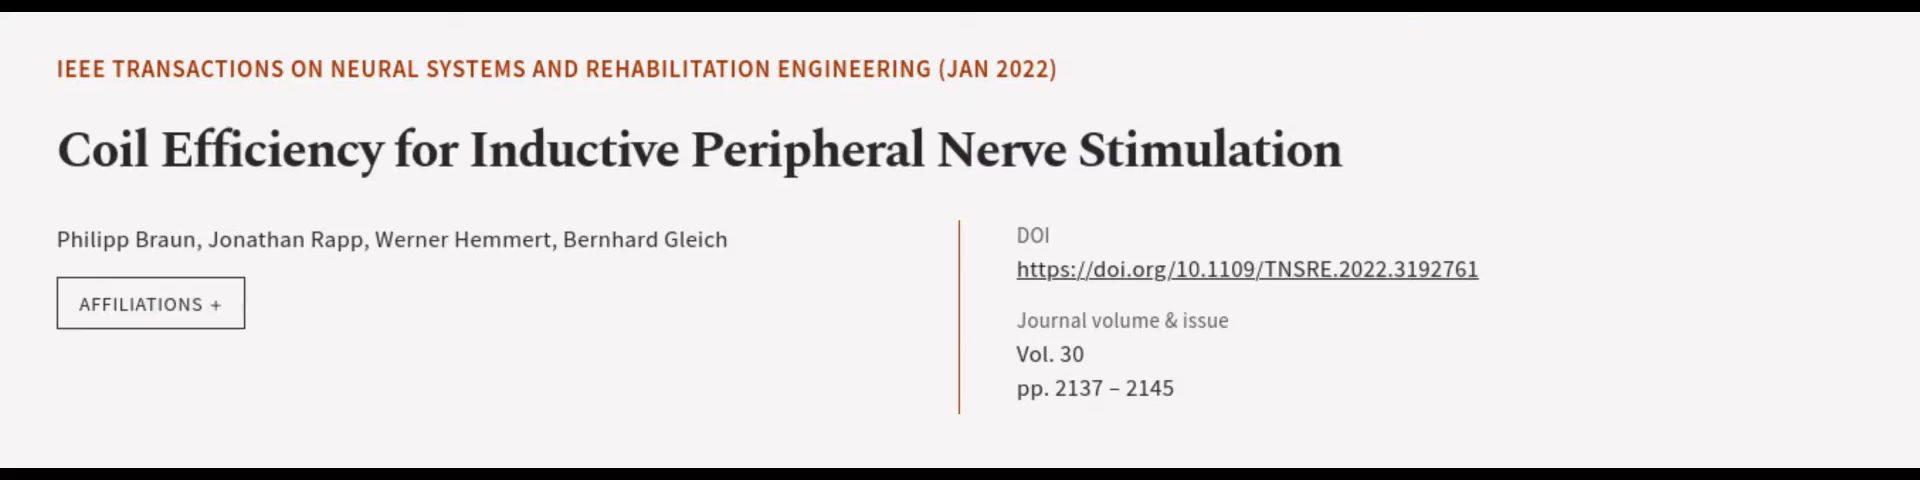 IEEE TRANSACTIONS ON NEURAL SYSTEMS AND REHABILITATION ENGINEERING (JAN 2022)
Coil Efficiency for Inductive Peripheral Nerve Stimulation
Philipp Braun, Jonathan Rapp, Werner Hemmert, Bernhard Gleich
AFFILIATIONS +
DOI
https://doi.org/10.1109/TNSRE.2022.3192761
Journal volume & issue
Vol. 30
pp. 2137 – 2145